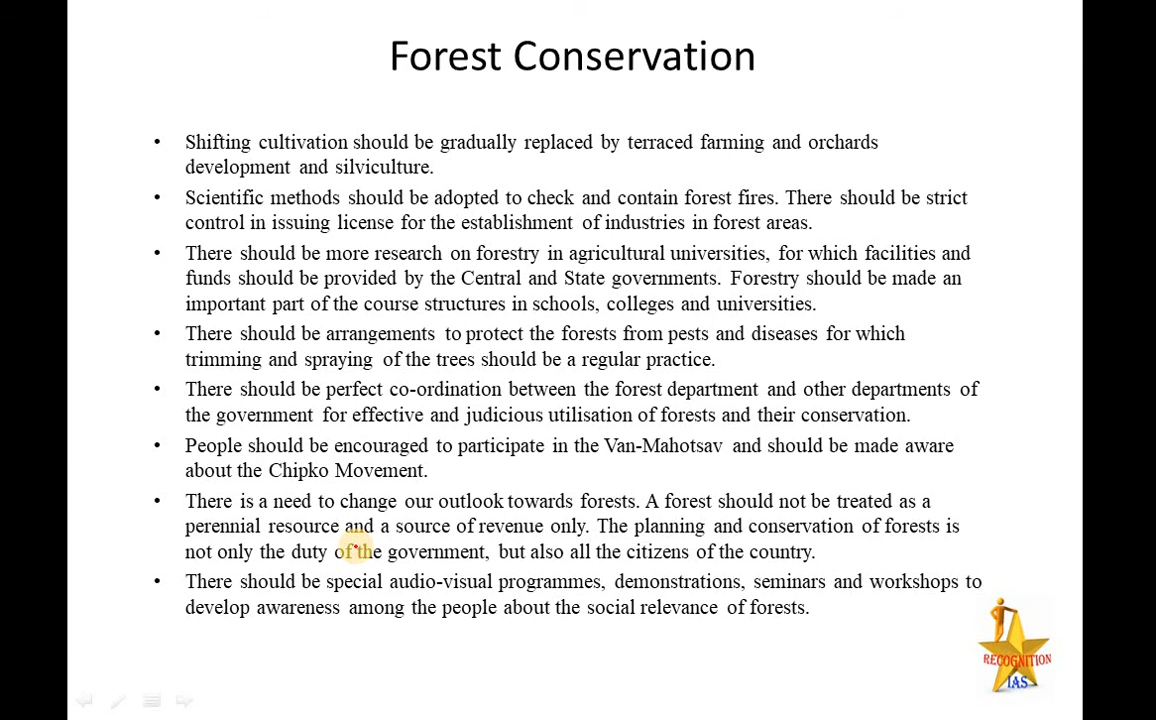 Forest Conservation
• Shifting cultivation should be gradually replaced by terraced farming and orchards
development and silviculture.
• Scientific methods should be adopted to check and contain forest fires. There should be strict
control in issuing license for the establishment of industries in forest areas.
• There should be more research on forestry in agricultural universities, for which facilities and
funds should be provided by the Central and State governments. Forestry should be made an
important part of the course structures in schools, colleges and universities.
• There should be arrangements to protect the forests from pests and diseases for which
trimming and spraying of the trees should be a regular practice.
• There should be perfect co-ordination between the forest department and other departments of
the government for effective and judicious utilisation of forests and their conservation.
• People should be encouraged to participate in the Van-Mahotsav and should be made aware
about the Chipko Movement.
• There is a need to change our outlook towards forests. A forest should not be treated as a
perennial resource and a source of revenue only. The planning and conservation of forests is
not only the duty of the government, but also all the citizens of the country.
• There should be special audio-visual programmes, demonstrations, seminars and workshops to
develop awareness among the people about the social relevance of forests.
RECOGNITION
IAS